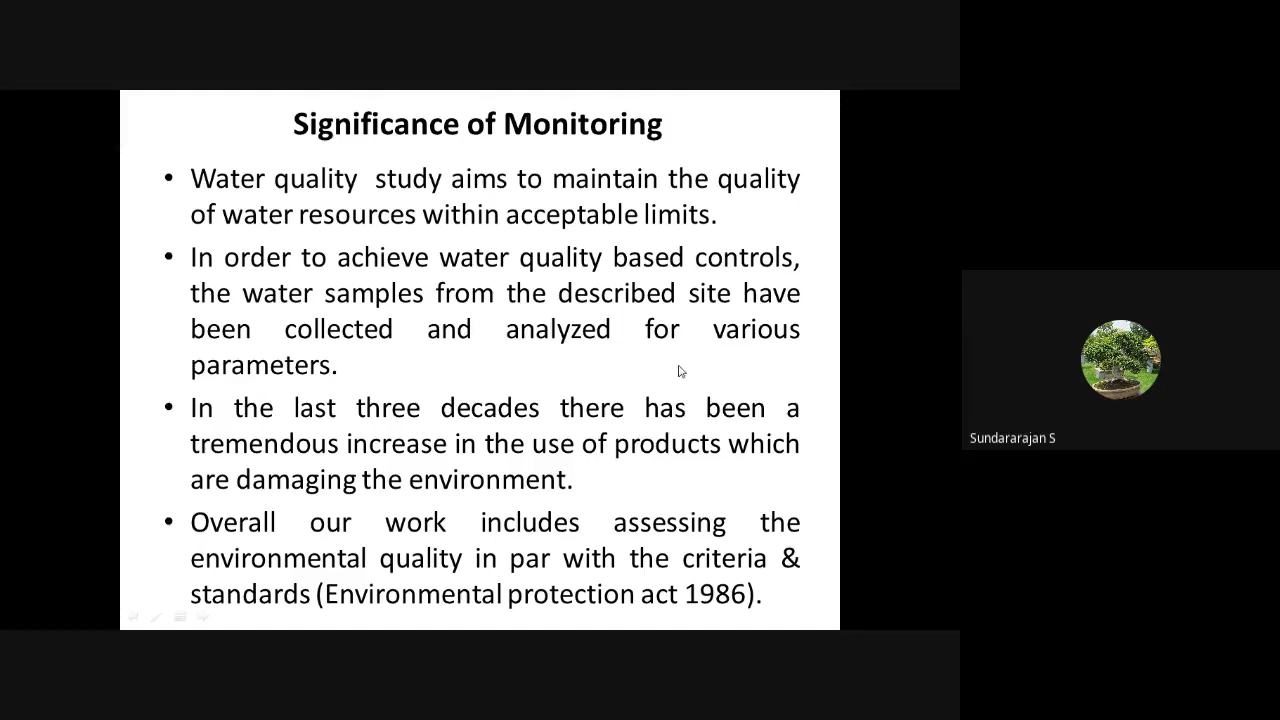 Significance of Monitoring
• Water quality study aims to maintain the quality
of water resources within acceptable limits.
• In order to achieve water quality based controls,
the water samples from the described site have
been collected and analyzed for various
parameters.
• In the last three decades there has been a
tremendous increase in the use of products which
are damaging the environment.
• Overall our work includes assessing the
environmental quality in par with the criteria &
standards (Environmental protection act 1986).
Sundararajan S